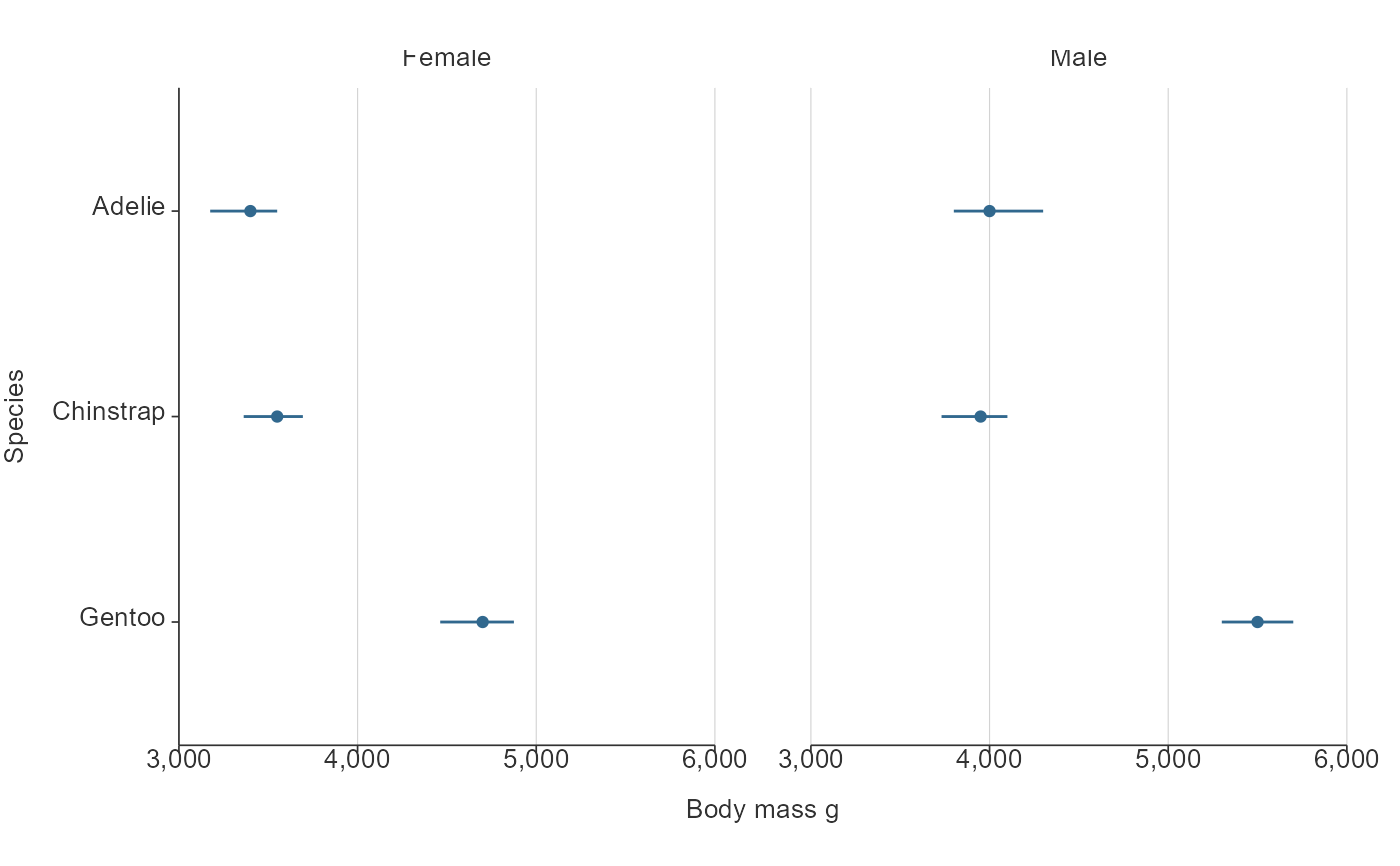 Female
Male
Adelie
Chinstrap
Gentoo
Species
3,000 4,000 5,000 6,000 3,000 4,000 5,000 6,000
Body mass g